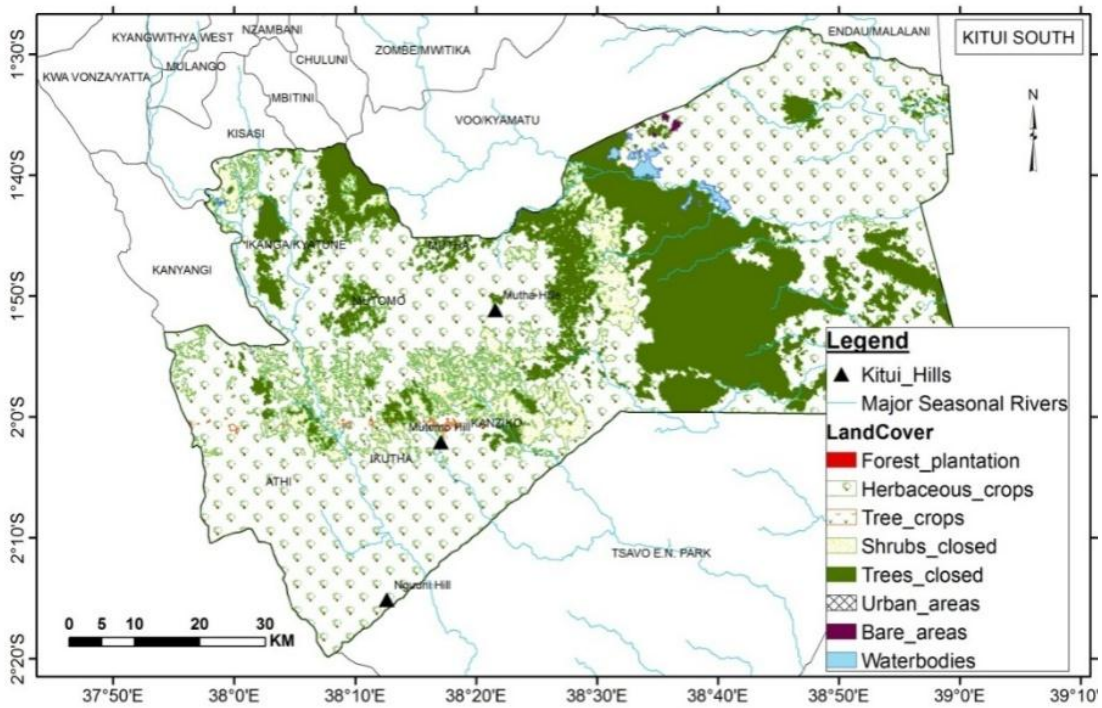 KITUI SOUTH
NZAMBANI
KYANGWITHYA WEST
ENDAU/MALALANI
ZOMBE/MWITIKA
CHULUNI
MULANGO
KWA VONZA/YATTA
MBITINI
N
VOO/KYAMATU
KISASI
IKANGA/KYATUNE
MUTHA
KANYANGI
MUTOMO
Mutha Hills
KANZIKO
Mutomo Hill
IKUTHA
ATHI
TSAVO E.N. PARK
Nguuni Hill
0 5 10 20 30
KM
Legend
Kitui_Hills
Major Seasonal Rivers
LandCover
Forest_plantation
Herbaceous_crops
Tree_crops
Shrubs_closed
Trees_closed
Urban_areas
Bare_areas
Waterbodies
1°30'S
1°40'S
1°50'S
2°0'S
2°10'S
2°20'S
37°50'E 38°0'E 38°10'E 38°20'E 38°30'E 38°40'E 38°50'E 39°0'E 39°10'E